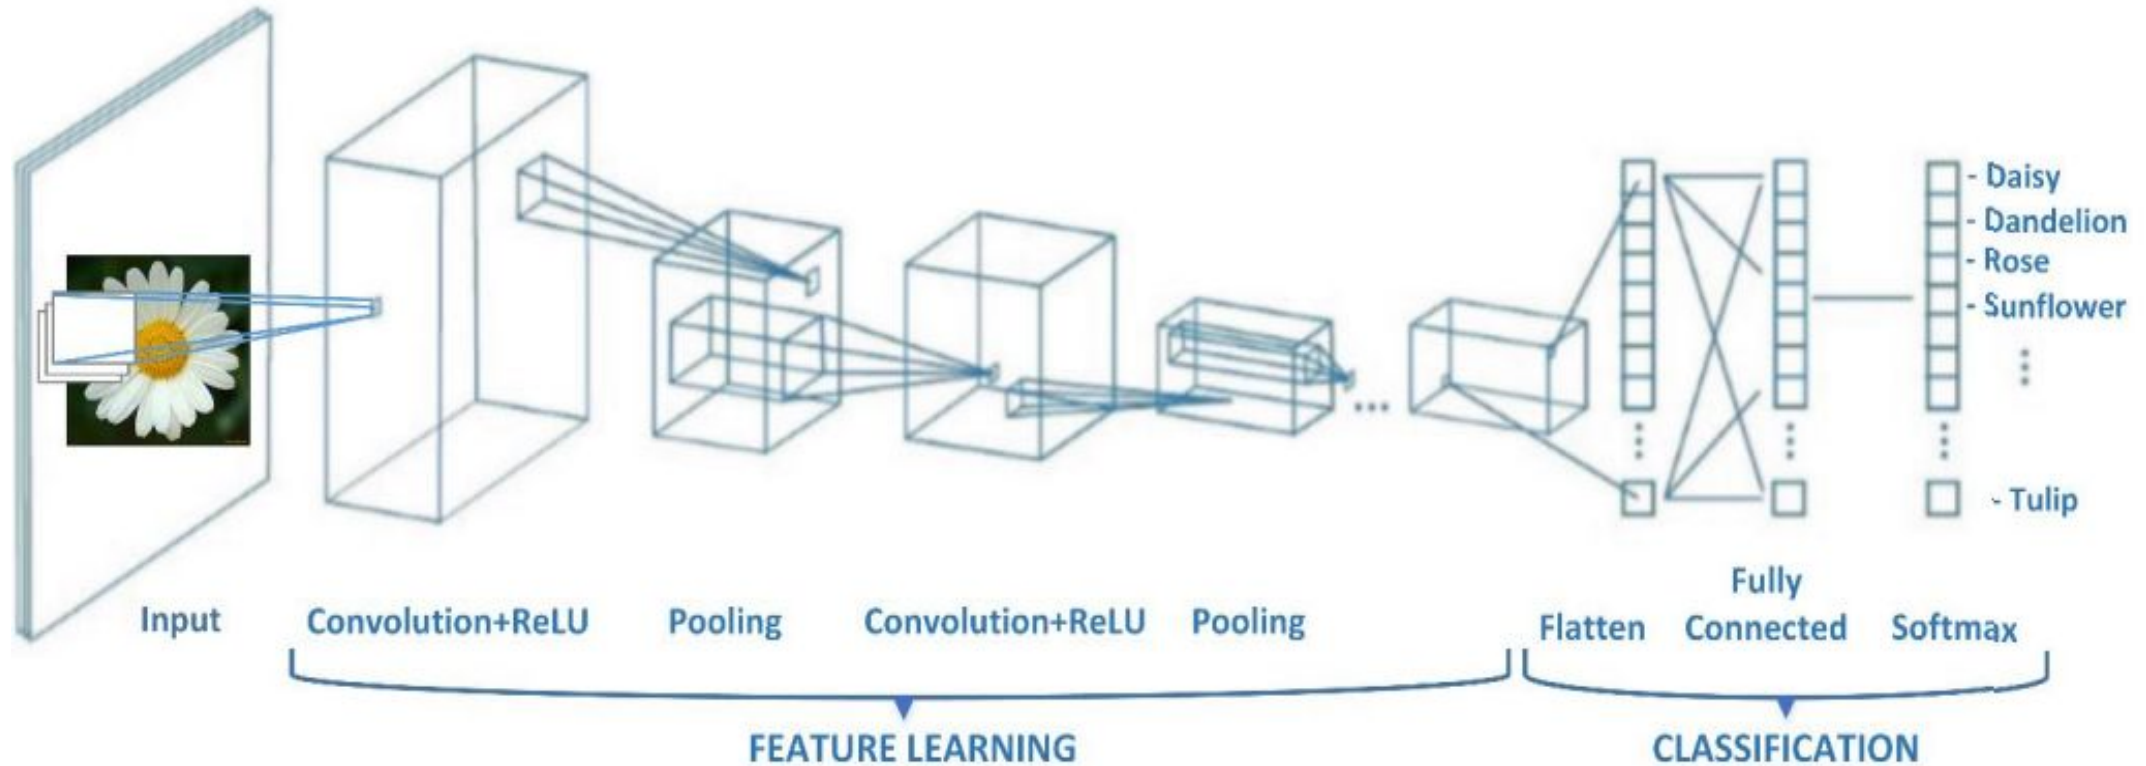 - Daisy
- Dandelion
- Rose
- Sunflower
- Tulip
Input
Convolution+ReLU
Pooling
Convolution+ReLU
Pooling
Flatten
Fully
Connected
Softmax
FEATURE LEARNING
CLASSIFICATION